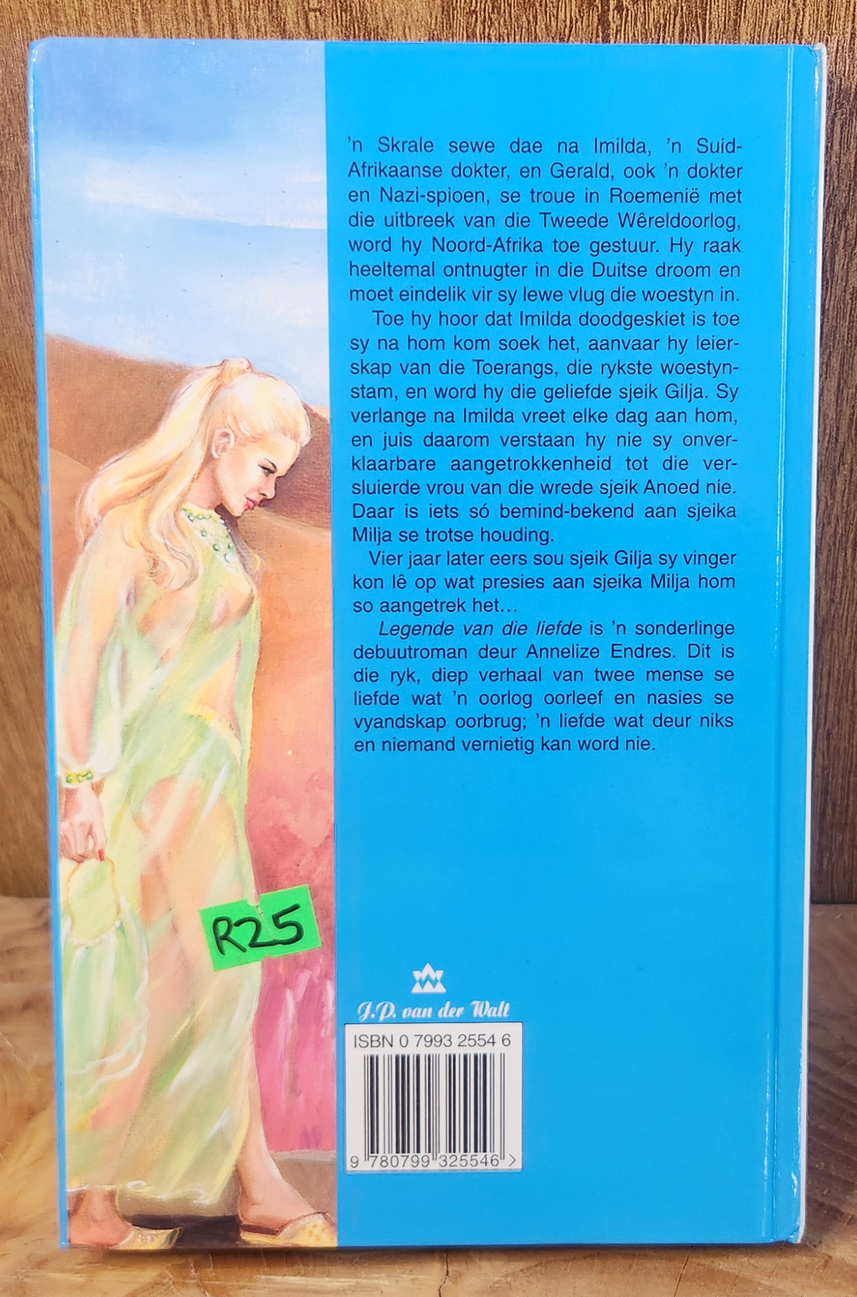 'n Skrale sewe dae na Imilda, 'n Suid-
Afrikaanse dokter, en Gerald, ook 'n dokter
en Nazi-spioen, se troue in Roemenië met
die uitbreek van die Tweede Wêreldoorlog,
word hy Noord-Afrika toe gestuur. Hy raak
heeltemal ontnugter in die Duitse droom en
moet eindelik vir sy lewe vlug die woestyn in.
Toe hy hoor dat Imilda doodgeskiet is toe
sy na hom kom soek het, aanvaar hy leier-
skap van die Toerangs, die rykste woestyn-
stam, en word hy die geliefde sjeik Gilja. Sy
verlange na Imilda vreet elke dag aan hom,
en juis daarom verstaan hy nie sy onver-
klaarbare aangetrokkenheid tot die ver-
sluierde vrou van die wrede sjeik Anoed nie.
Daar is iets só bemind-bekend aan sjeika
Milja se trotse houding.
Vier jaar later eers sou sjeik Gilja sy vinger
kon lê op wat presies aan sjeika Milja hom
so aangetrek het...
Legende van die liefde is 'n sonderlinge
debuutroman deur Annelize Endres. Dit is
die ryk, diep verhaal van twee mense se
liefde wat 'n oorlog oorleef en nasies se
vyandskap oorbrug; 'n liefde wat deur niks
en niemand vernietig kan word nie.
R25
J.P. van der Walt
ISBN 0 7993 2554 6
9 780799 325546 >